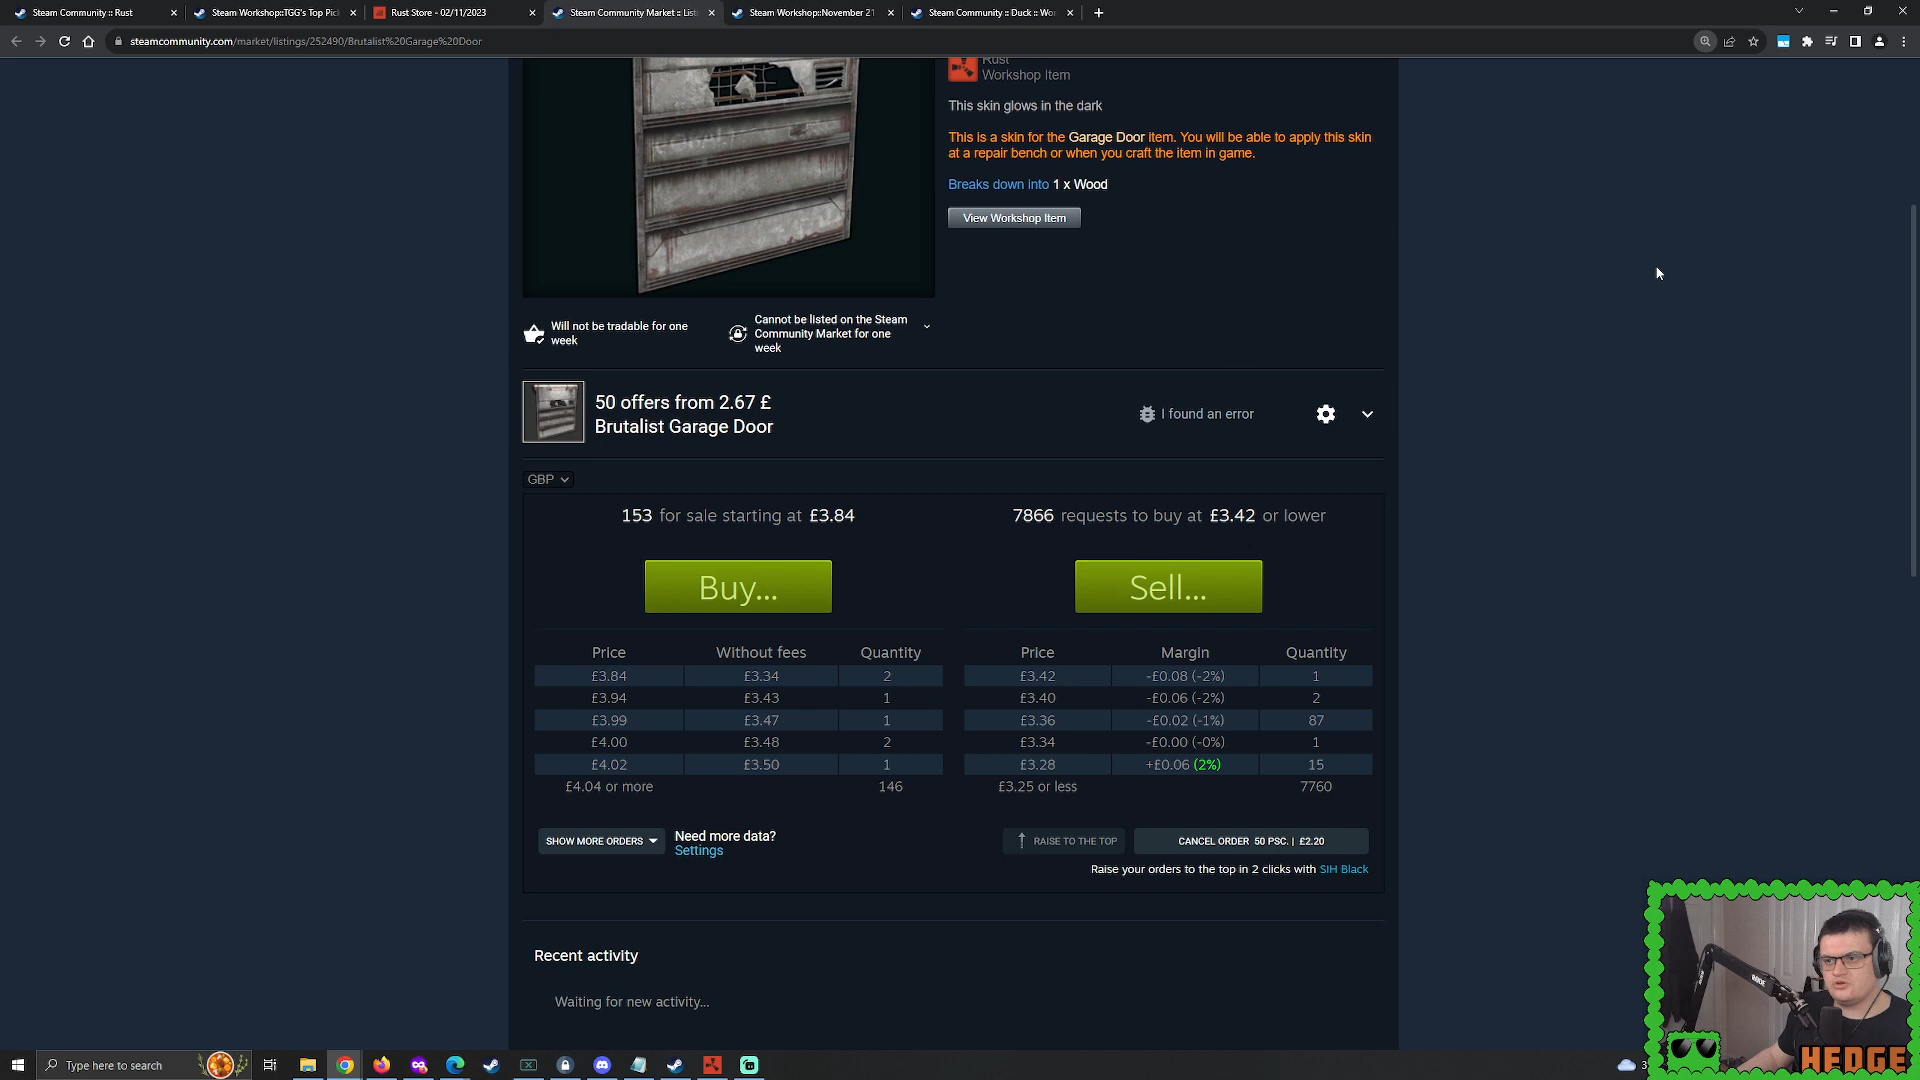 Steam Community :: Rust
Steam Workshop::TGG's Top Pic
Rust Store - 02/11/2023
Steam Community Market :: List
Steam Workshop::November 21
Steam Community :: Duck :: Wor
steamcommunity.com/market/listings/252490/Brutalist%20Garage%20Door
Rust
Workshop Item
This skin glows in the dark
This is a skin for the Garage Door item. You will be able to apply this skin
at a repair bench or when you craft the item in game.
Breaks down into 1 x Wood
View Workshop Item
Will not be tradable for one
week
Cannot be listed on the Steam
Community Market for one
week
50 offers from 2.67 £
Brutalist Garage Door
I found an error
GBP
153 for sale starting at £3.84
7866 requests to buy at £3.42 or lower
Buy...
Sell...
Price Without fees Quantity
£3.84 £3.34 2
£3.94 £3.43 1
£3.99 £3.47 1
£4.00 £3.48 2
£4.02 £3.50 1
£4.04 or more 146
Price Margin Quantity
£3.42 -£0.08 (-2%) 1
£3.40 -£0.06 (-2%) 2
£3.36 -£0.02 (-1%) 87
£3.34 -£0.00 (-0%) 1
£3.28 +£0.06 (2%) 15
£3.25 or less 7760
SHOW MORE ORDERS
Need more data?
Settings
RAISE TO THE TOP
CANCEL ORDER 50 PSC. | £2.20
Raise your orders to the top in 2 clicks with SIH Black
Recent activity
Waiting for new activity...
RODE
HEDGE
Type here to search
3